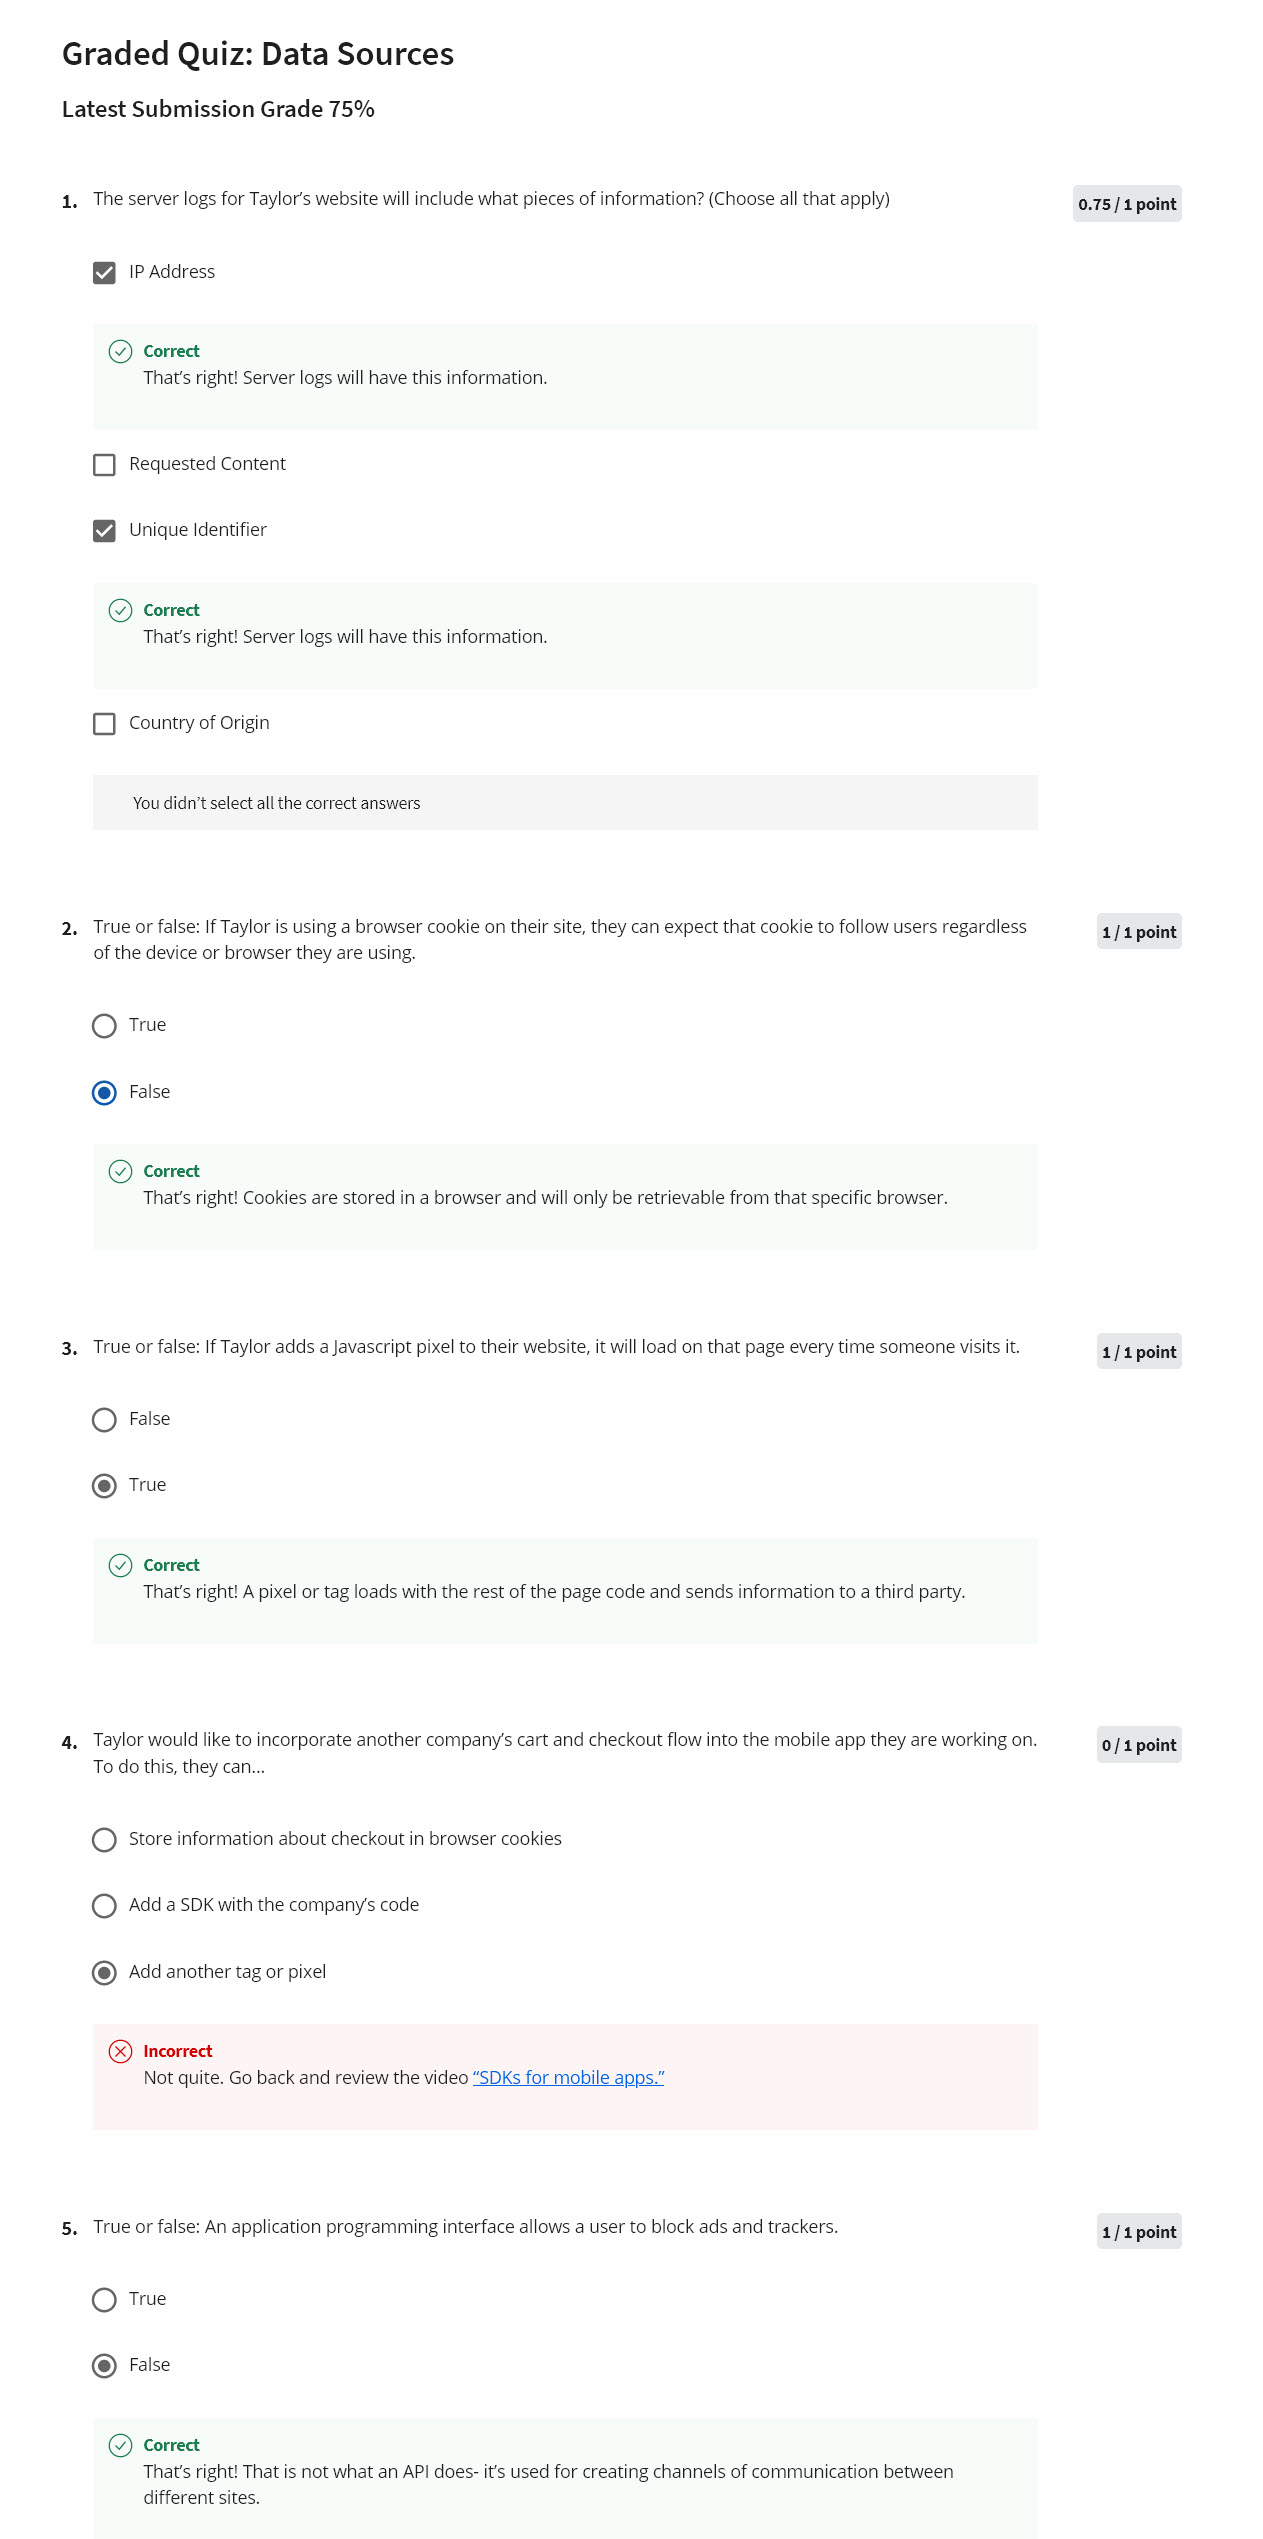 Graded Quiz: Data Sources
Latest Submission Grade 75%
1. The server logs for Taylor’s website will include what pieces of information? (Choose all that apply)
0.75 / 1 point
IP Address
Correct
That’s right! Server logs will have this information.
Requested Content
Unique Identifier
Correct
That’s right! Server logs will have this information.
Country of Origin
You didn’t select all the correct answers
2. True or false: If Taylor is using a browser cookie on their site, they can expect that cookie to follow users regardless
of the device or browser they are using.
1 / 1 point
True
False
Correct
That’s right! Cookies are stored in a browser and will only be retrievable from that specific browser.
3. True or false: If Taylor adds a Javascript pixel to their website, it will load on that page every time someone visits it.
1 / 1 point
False
True
Correct
That’s right! A pixel or tag loads with the rest of the page code and sends information to a third party.
4. Taylor would like to incorporate another company’s cart and checkout flow into the mobile app they are working on.
To do this, they can...
0 / 1 point
Store information about checkout in browser cookies
Add a SDK with the company’s code
Add another tag or pixel
Incorrect
Not quite. Go back and review the video “SDKs for mobile apps.”
5. True or false: An application programming interface allows a user to block ads and trackers.
1 / 1 point
True
False
Correct
That’s right! That is not what an API does- it’s used for creating channels of communication between
different sites.